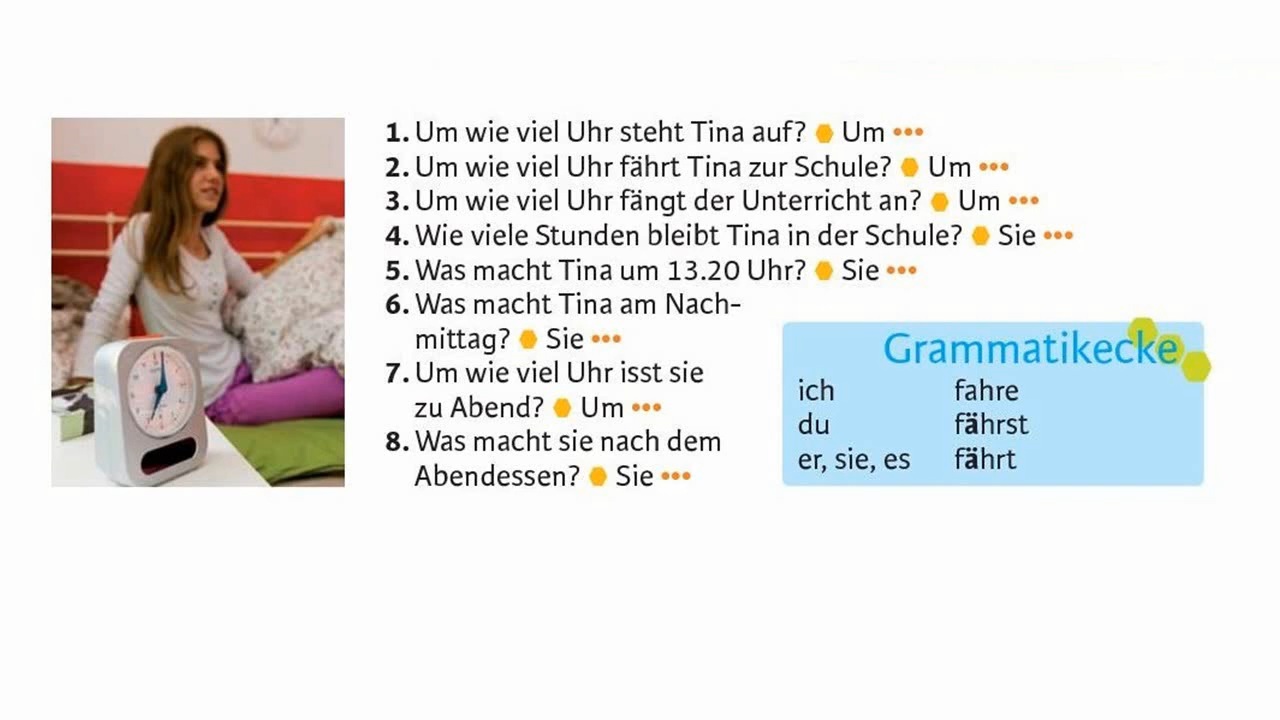 1. Um wie viel Uhr steht Tina auf? Um •••
2. Um wie viel Uhr fährt Tina zur Schule? Um •••
3. Um wie viel Uhr fängt der Unterricht an? Um •••
4. Wie viele Stunden bleibt Tina in der Schule? Sie •••
5. Was macht Tina um 13.20 Uhr? Sie •••
6. Was macht Tina am Nach-
mittag? Sie •••
7. Um wie viel Uhr isst sie
zu Abend? Um •••
8. Was macht sie nach dem
Abendessen? Sie •••
Grammatikecke
ich fahre
du fährst
er, sie, es fährt